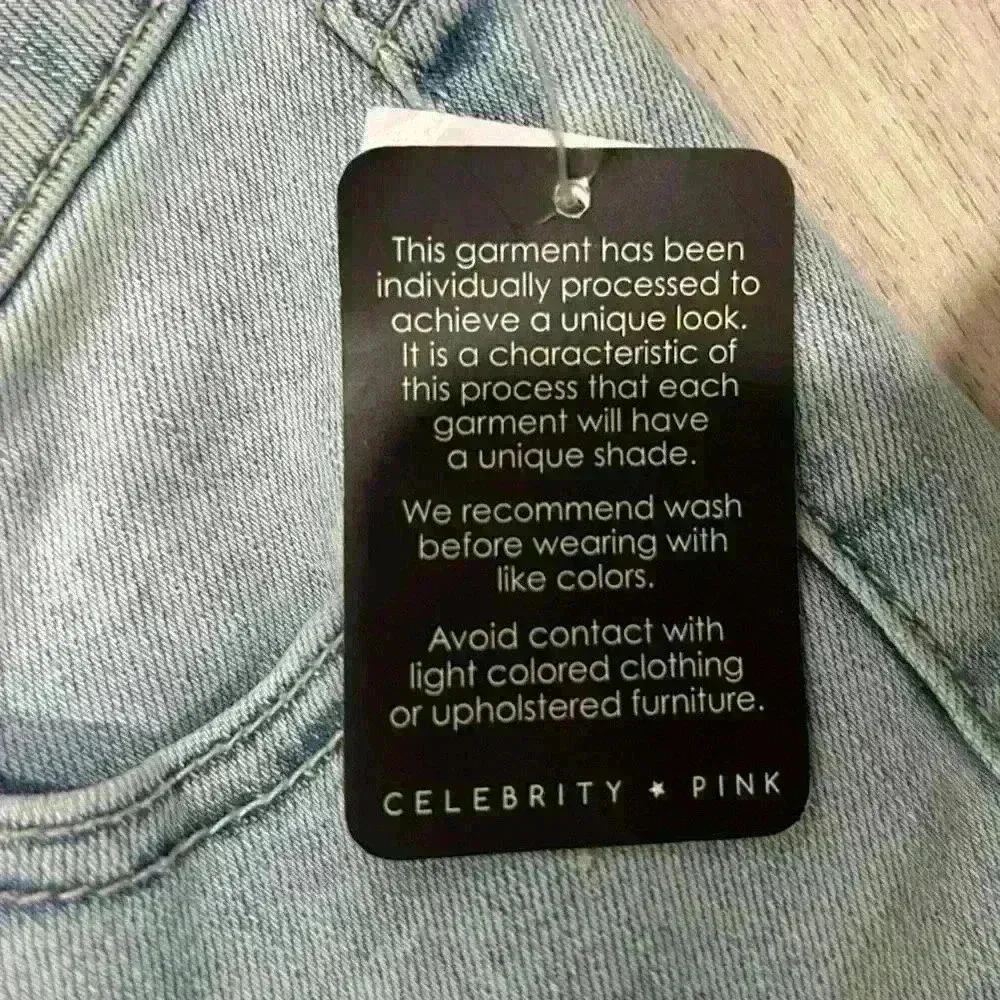 This garment has been
individually processed to
achieve a unique look.
It is a characteristic of
this process that each
garment will have
a unique shade.
We recommend wash
before wearing with
like colors.
Avoid contact with
light colored clothing
or upholstered furniture.
CELEBRITY ★ PINK